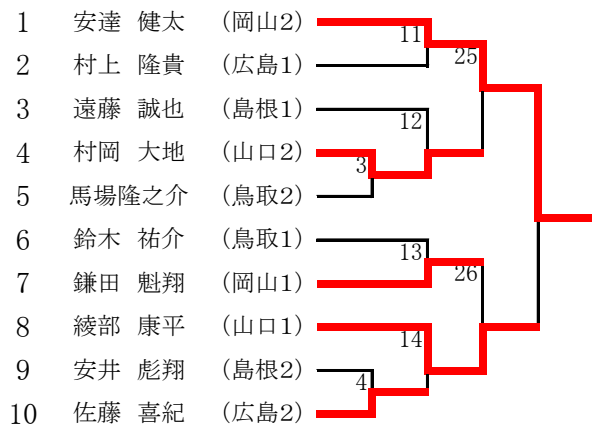 1 安達 健太 (岡山2)
11
25
2 村上 隆貴 (広島1)
3 遠藤 誠也 (島根1)
12
4 村岡 大地 (山口2)
3
5 馬場隆之介 (鳥取2)
6 鈴木 祐介 (鳥取1)
13
26
7 鎌田 魁翔 (岡山1)
8 綾部 康平 (山口1)
14
9 安井 彪翔 (島根2)
4
10 佐藤 喜紀 (広島2)